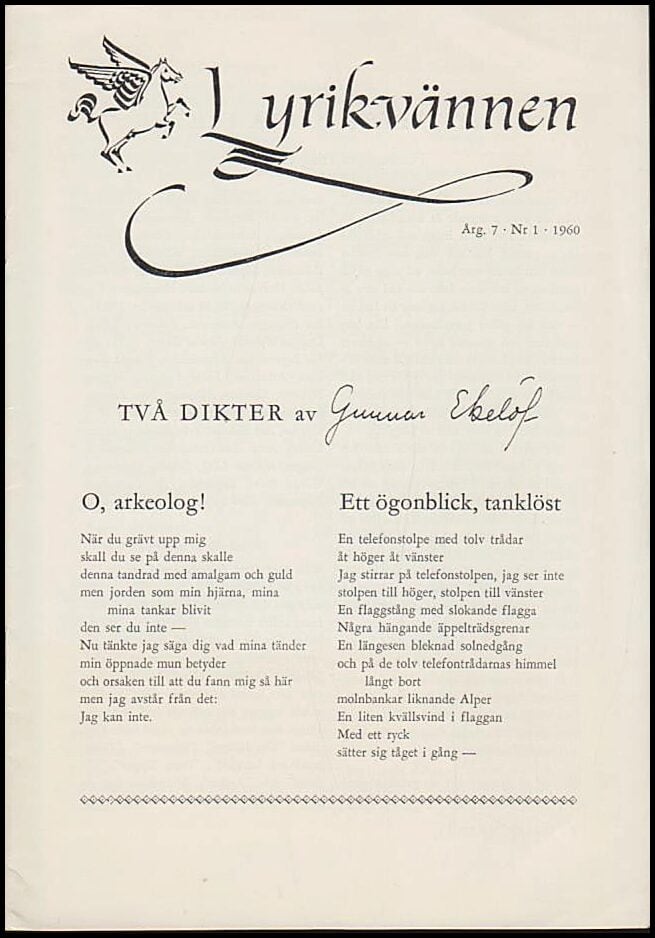 Lyrikvännen
Årg. 7 · Nr 1 · 1960
TVÅ DIKTER av Gunnar Ekelöf
O, arkeolog!
När du grävt upp mig
skall du se på denna skalle
denna tandrad med amalgam och guld
men jorden som min hjärna, mina
mina tankar blivit
den ser du inte —
Nu tänkte jag säga dig vad mina tänder
min öppnade mun betyder
och orsaken till att du fann mig så här
men jag avstår från det:
Jag kan inte.
Ett ögonblick, tanklöst
En telefonstolpe med tolv trådar
åt höger åt vänster
Jag stirrar på telefonstolpen, jag ser inte
stolpen till höger, stolpen till vänster
En flaggstång med slokande flagga
Några hängande äppelträdsgrenar
En längesen bleknad solnedgång
och på de tolv telefontrådarnas himmel
långt bort
molnbankar liknande Alper
En liten kvällsvind i flaggan
Med ett ryck
sätter sig tåget i gång —